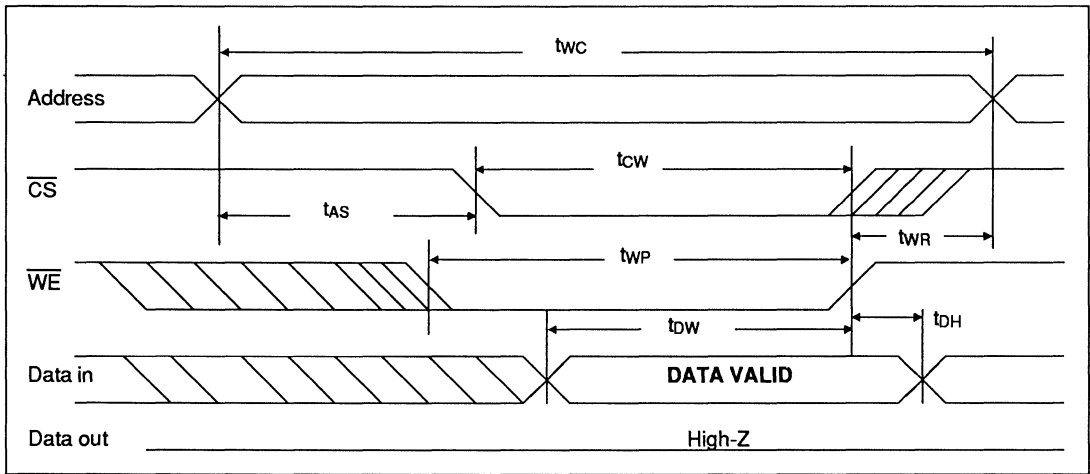 tWC
Address
tCW
CS
tAS
tWR
tWP
WE
tDW
tDH
Data in
DATA VALID
Data out
High-Z